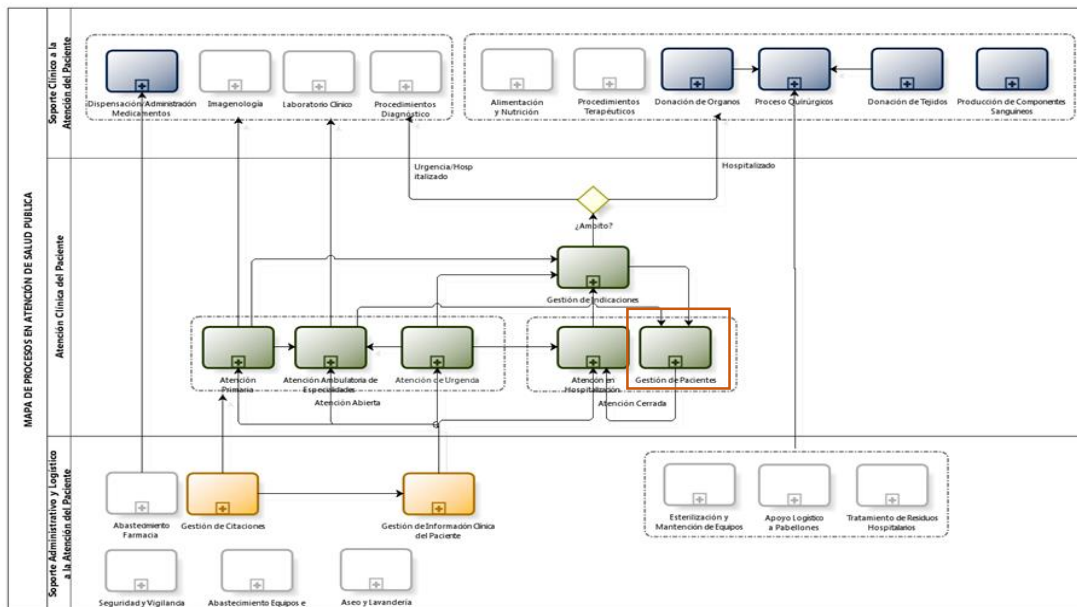 MAPA DE PROCESOS EN ATENCIÓN DE SALUD PUBLICA
Soporte Clínico a la
Atención del Paciente
Dispensación/Administración
Medicamentos
Imagenología
Laboratorio Clínico
Procedimientos
Diagnóstico
Alimentación
y Nutrición
Procedimientos
Terapéuticos
Donación de Organos
Proceso Quirúrgicos
Donación de Tejidos
Producción de Componentes
Sanguíneos
Atención Clínica del Paciente
Urgencia/Hosp
italizado
Hospitalizado
¿Ambito?
Gestión de Indicaciones
Atención
Primaria
Atención Ambulatoria de
Especialidades
Atención de Urgencia
Atención Abierta
Atención en
Hospitalización
Gestión de Pacientes
Atención Cerrada
Soporte Administrativo y Logístico
a la Atención del Paciente
Abastecimiento
Farmacia
Gestión de Citaciones
Gestión de Información Clínica
del Paciente
Esterilización y
Mantención de Equipos
Apoyo Logístico
a Pabellones
Tratamiento de Residuos
Hospitalarios
Seguridad y Vigilancia
Abastecimiento Equipos e
Aseo y Lavandería